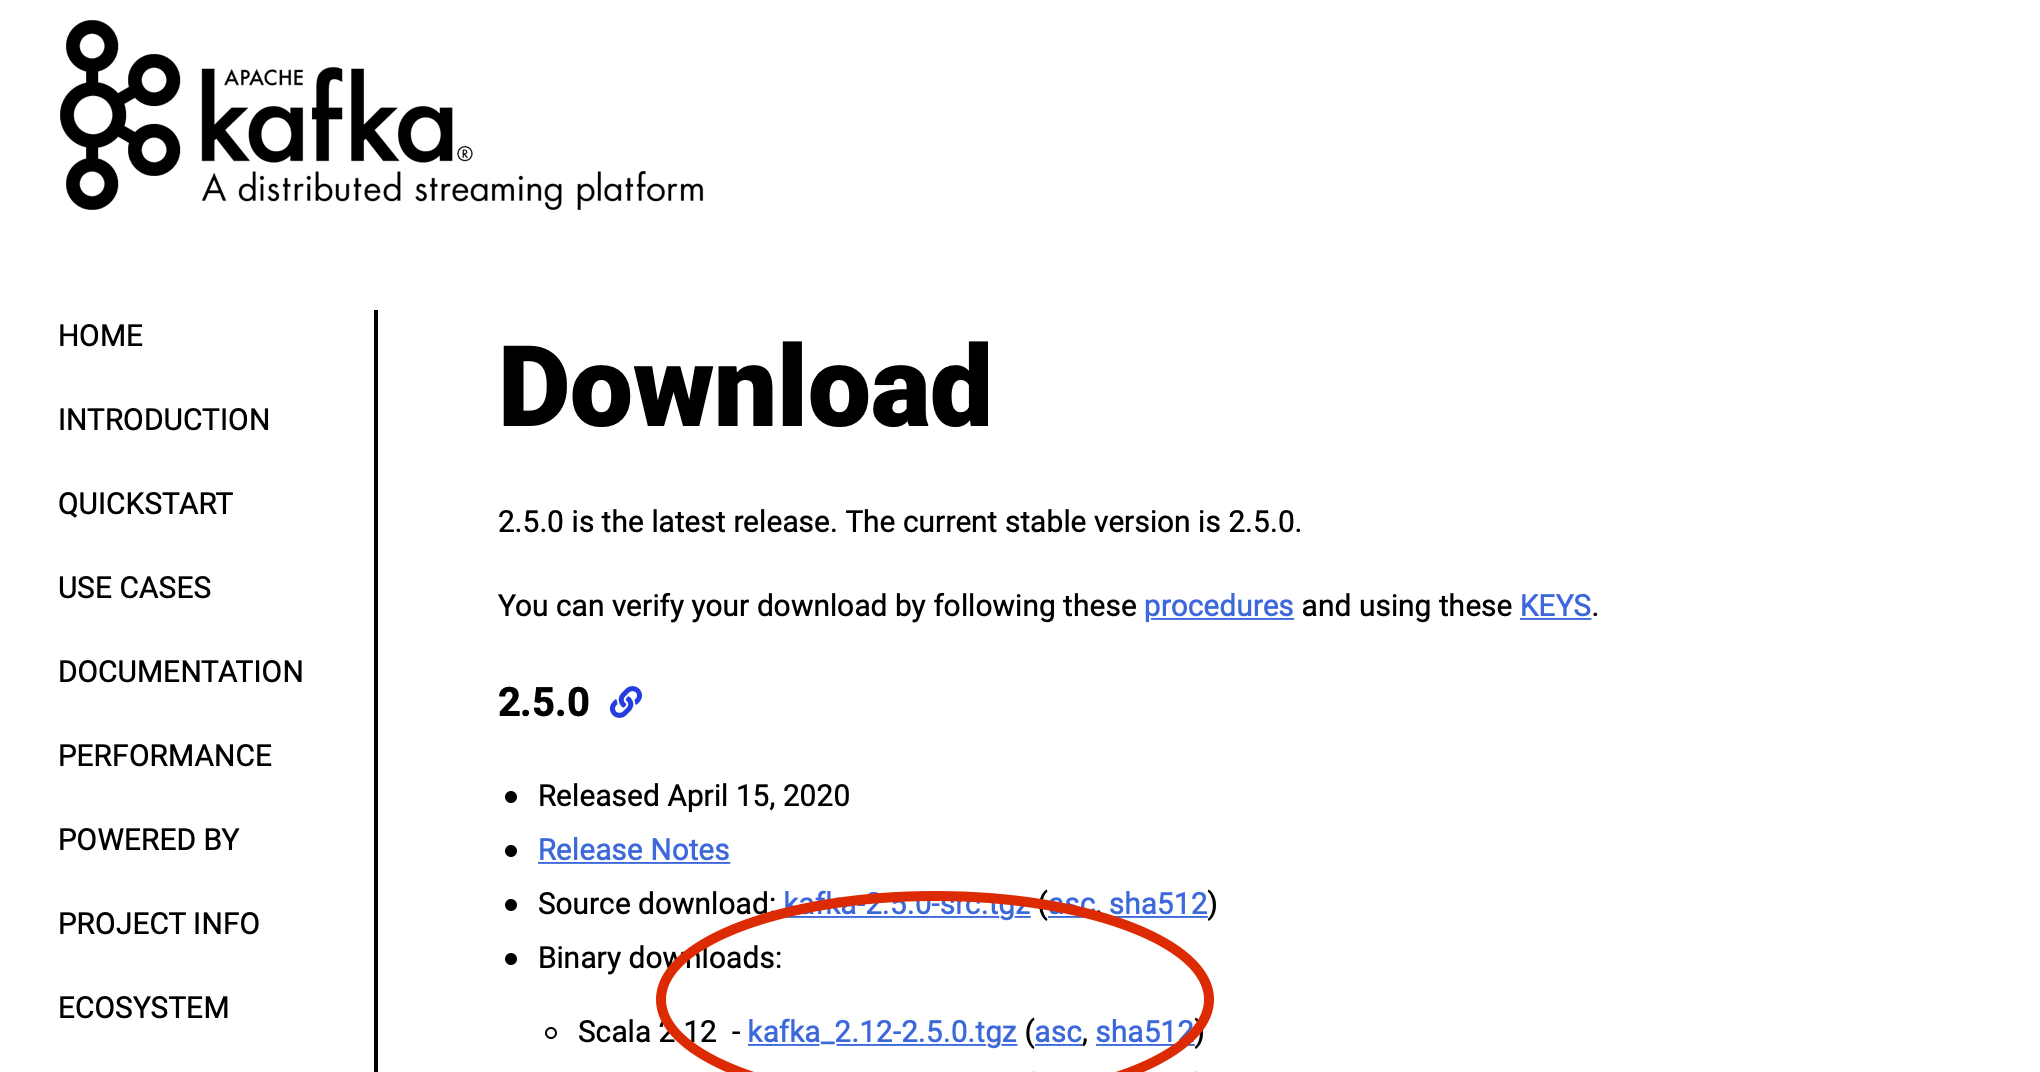 APACHE
kafka®
A distributed streaming platform
HOME
INTRODUCTION
QUICKSTART
USE CASES
DOCUMENTATION
PERFORMANCE
POWERED BY
PROJECT INFO
ECOSYSTEM
Download
2.5.0 is the latest release. The current stable version is 2.5.0.
You can verify your download by following these procedures and using these KEYS.
2.5.0
Released April 15, 2020
Release Notes
Source download: kafka-2.5.0-src.tgz (asc, sha512)
Binary downloads:
Scala 2.12 - kafka_2.12-2.5.0.tgz (asc, sha512)